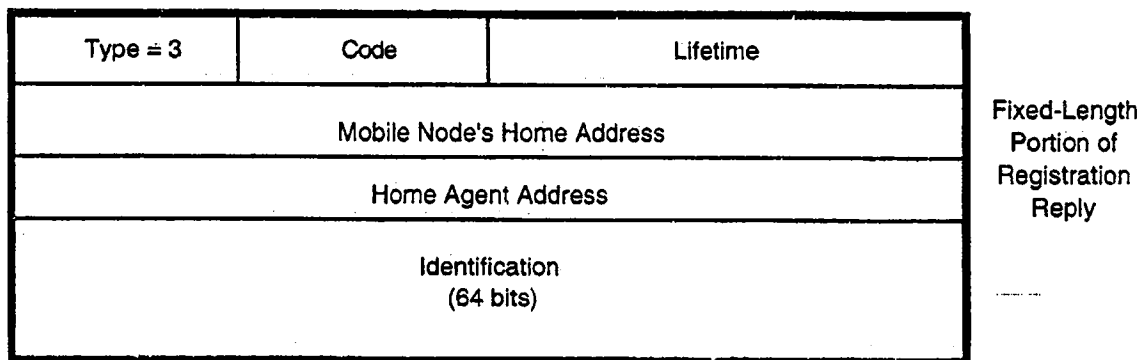 Type = 3 Code Lifetime
Mobile Node's Home Address
Home Agent Address
Identification
(64 bits)
Fixed-Length
Portion of
Registration
Reply